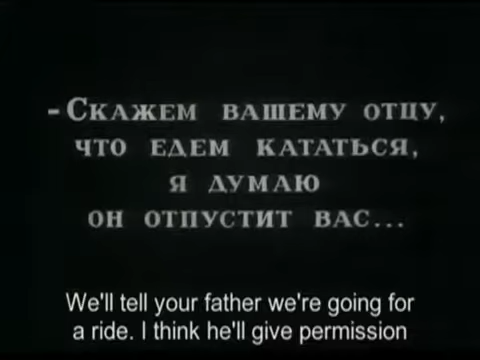 -Скажем вашему отцу,
что едем кататься,
я думаю
он отпустит вас...
We'll tell your father we're going for
a ride. I think he'll give permission